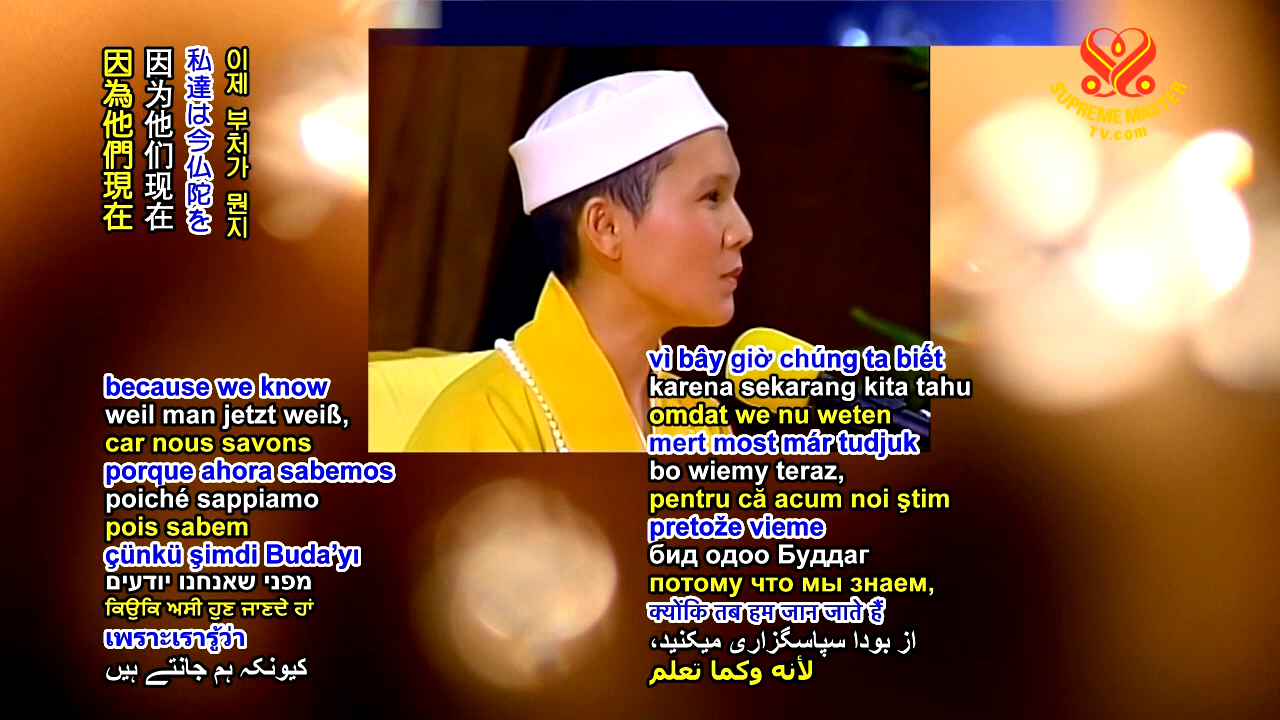 因為他們現在
因为他们现在
私達は今仏陀を
이제 부처가 뭔지
SUPREME MASTER
TV.com
because we know
weil man jetzt weiß,
car nous savons
porque ahora sabemos
poiché sappiamo
pois sabem
çünkü şimdi Buda’yı
מפני שאנחנו יודעים
ਕਿਉਕਿ ਅਸੀ ਹੁਣ ਜਾਣਦੇ ਹਾਂ
เพราะเรารู้ว่า
کیونکہ ہم جانتے ہیں
vì bây giờ chúng ta biết
karena sekarang kita tahu
omdat we nu weten
mert most már tudjuk
bo wiemy teraz,
pentru că acum noi ştim
pretože vieme
бид одоо Буддаг
потому что мы знаем,
क्योंकि तब हम जान जाते हैं
از بودا سپاسگزاری میکنید،
لأنه وكما تعلم